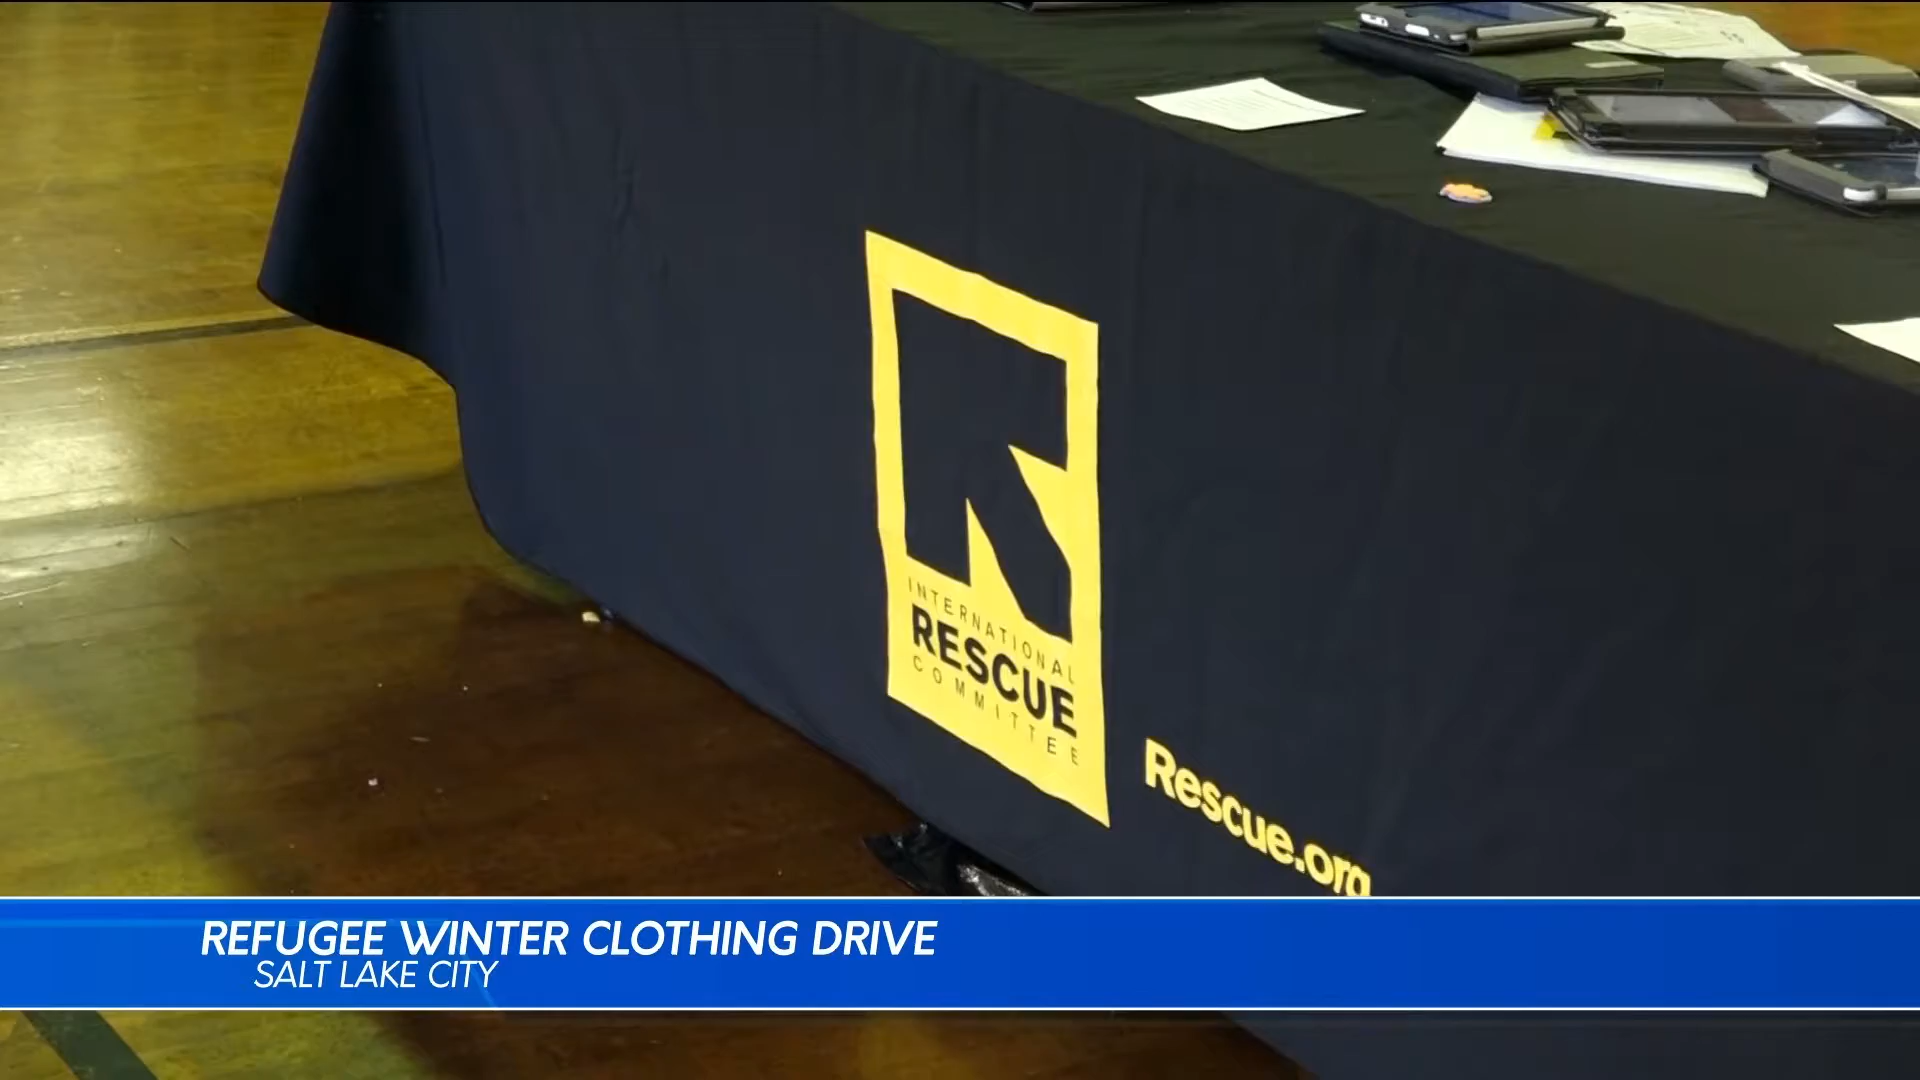 INTERNATIONAL
RESCUE
COMMITTEE
Rescue.org
REFUGEE WINTER CLOTHING DRIVE
SALT LAKE CITY